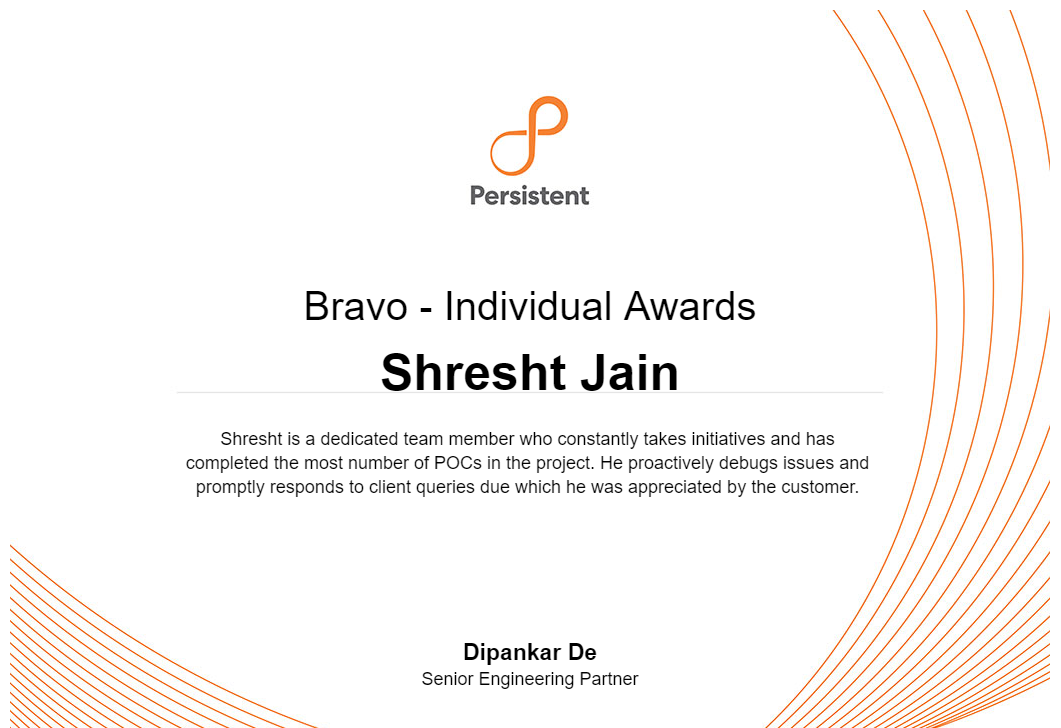 Persistent
Bravo - Individual Awards
Shresht Jain
Shresht is a dedicated team member who constantly takes initiatives and has
completed the most number of POCs in the project. He proactively debugs issues and
promptly responds to client queries due which he was appreciated by the customer.
Dipankar De
Senior Engineering Partner